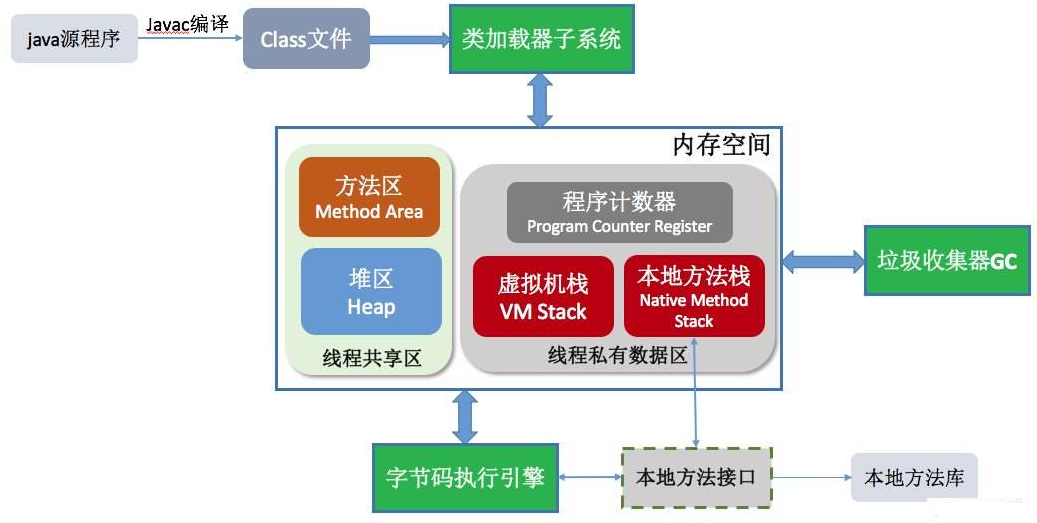 java源程序
Javac编译
Class文件
类加载器子系统
内存空间
方法区
Method Area
堆区
Heap
线程共享区
程序计数器
Program Counter Register
虚拟机栈
VM Stack
本地方法栈
Native Method
Stack
线程私有数据区
垃圾收集器GC
字节码执行引擎
本地方法接口
本地方法库